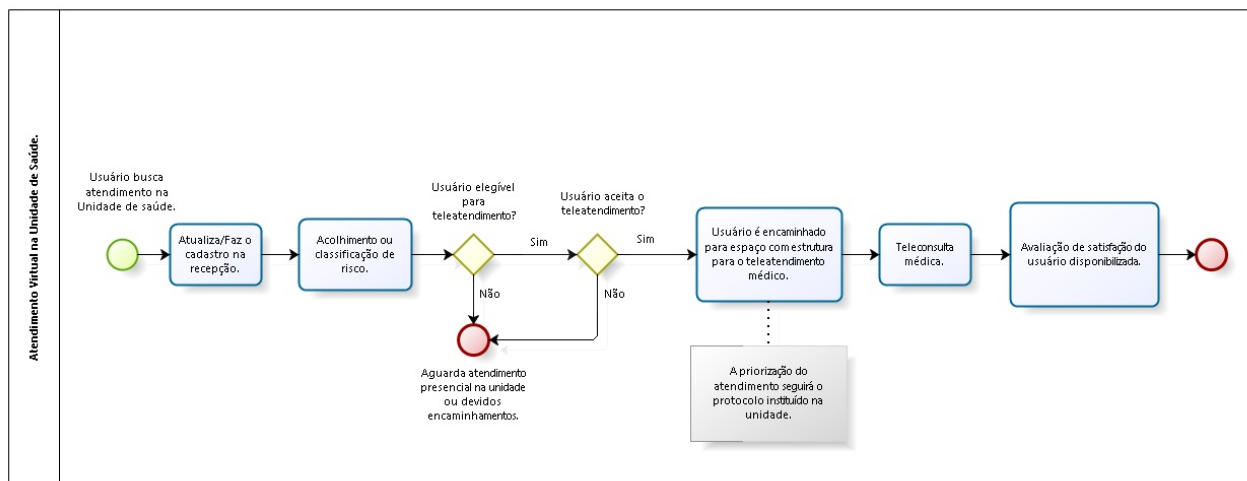 Atendimento Virtual na Unidade de Saúde.
Usuário busca
atendimento na
Unidade de saúde.
Atualiza/Faz o
cadastro na
recepção.
Acolhimento ou
classificação de
risco.
Usuário elegível
para
teleatendimento?
Sim
Não
Aguarda atendimento
presencial na unidade
ou devidos
encaminhamentos.
Usuário aceita o
teleatendimento?
Sim
Não
Usuário é encaminhado
para espaço com estrutura
para o teleatendimento
médico.
A priorização do
atendimento seguirá o
protocolo instituído na
unidade.
Teleconsulta
médica.
Avaliação de satisfação do
usuário disponibilizada.